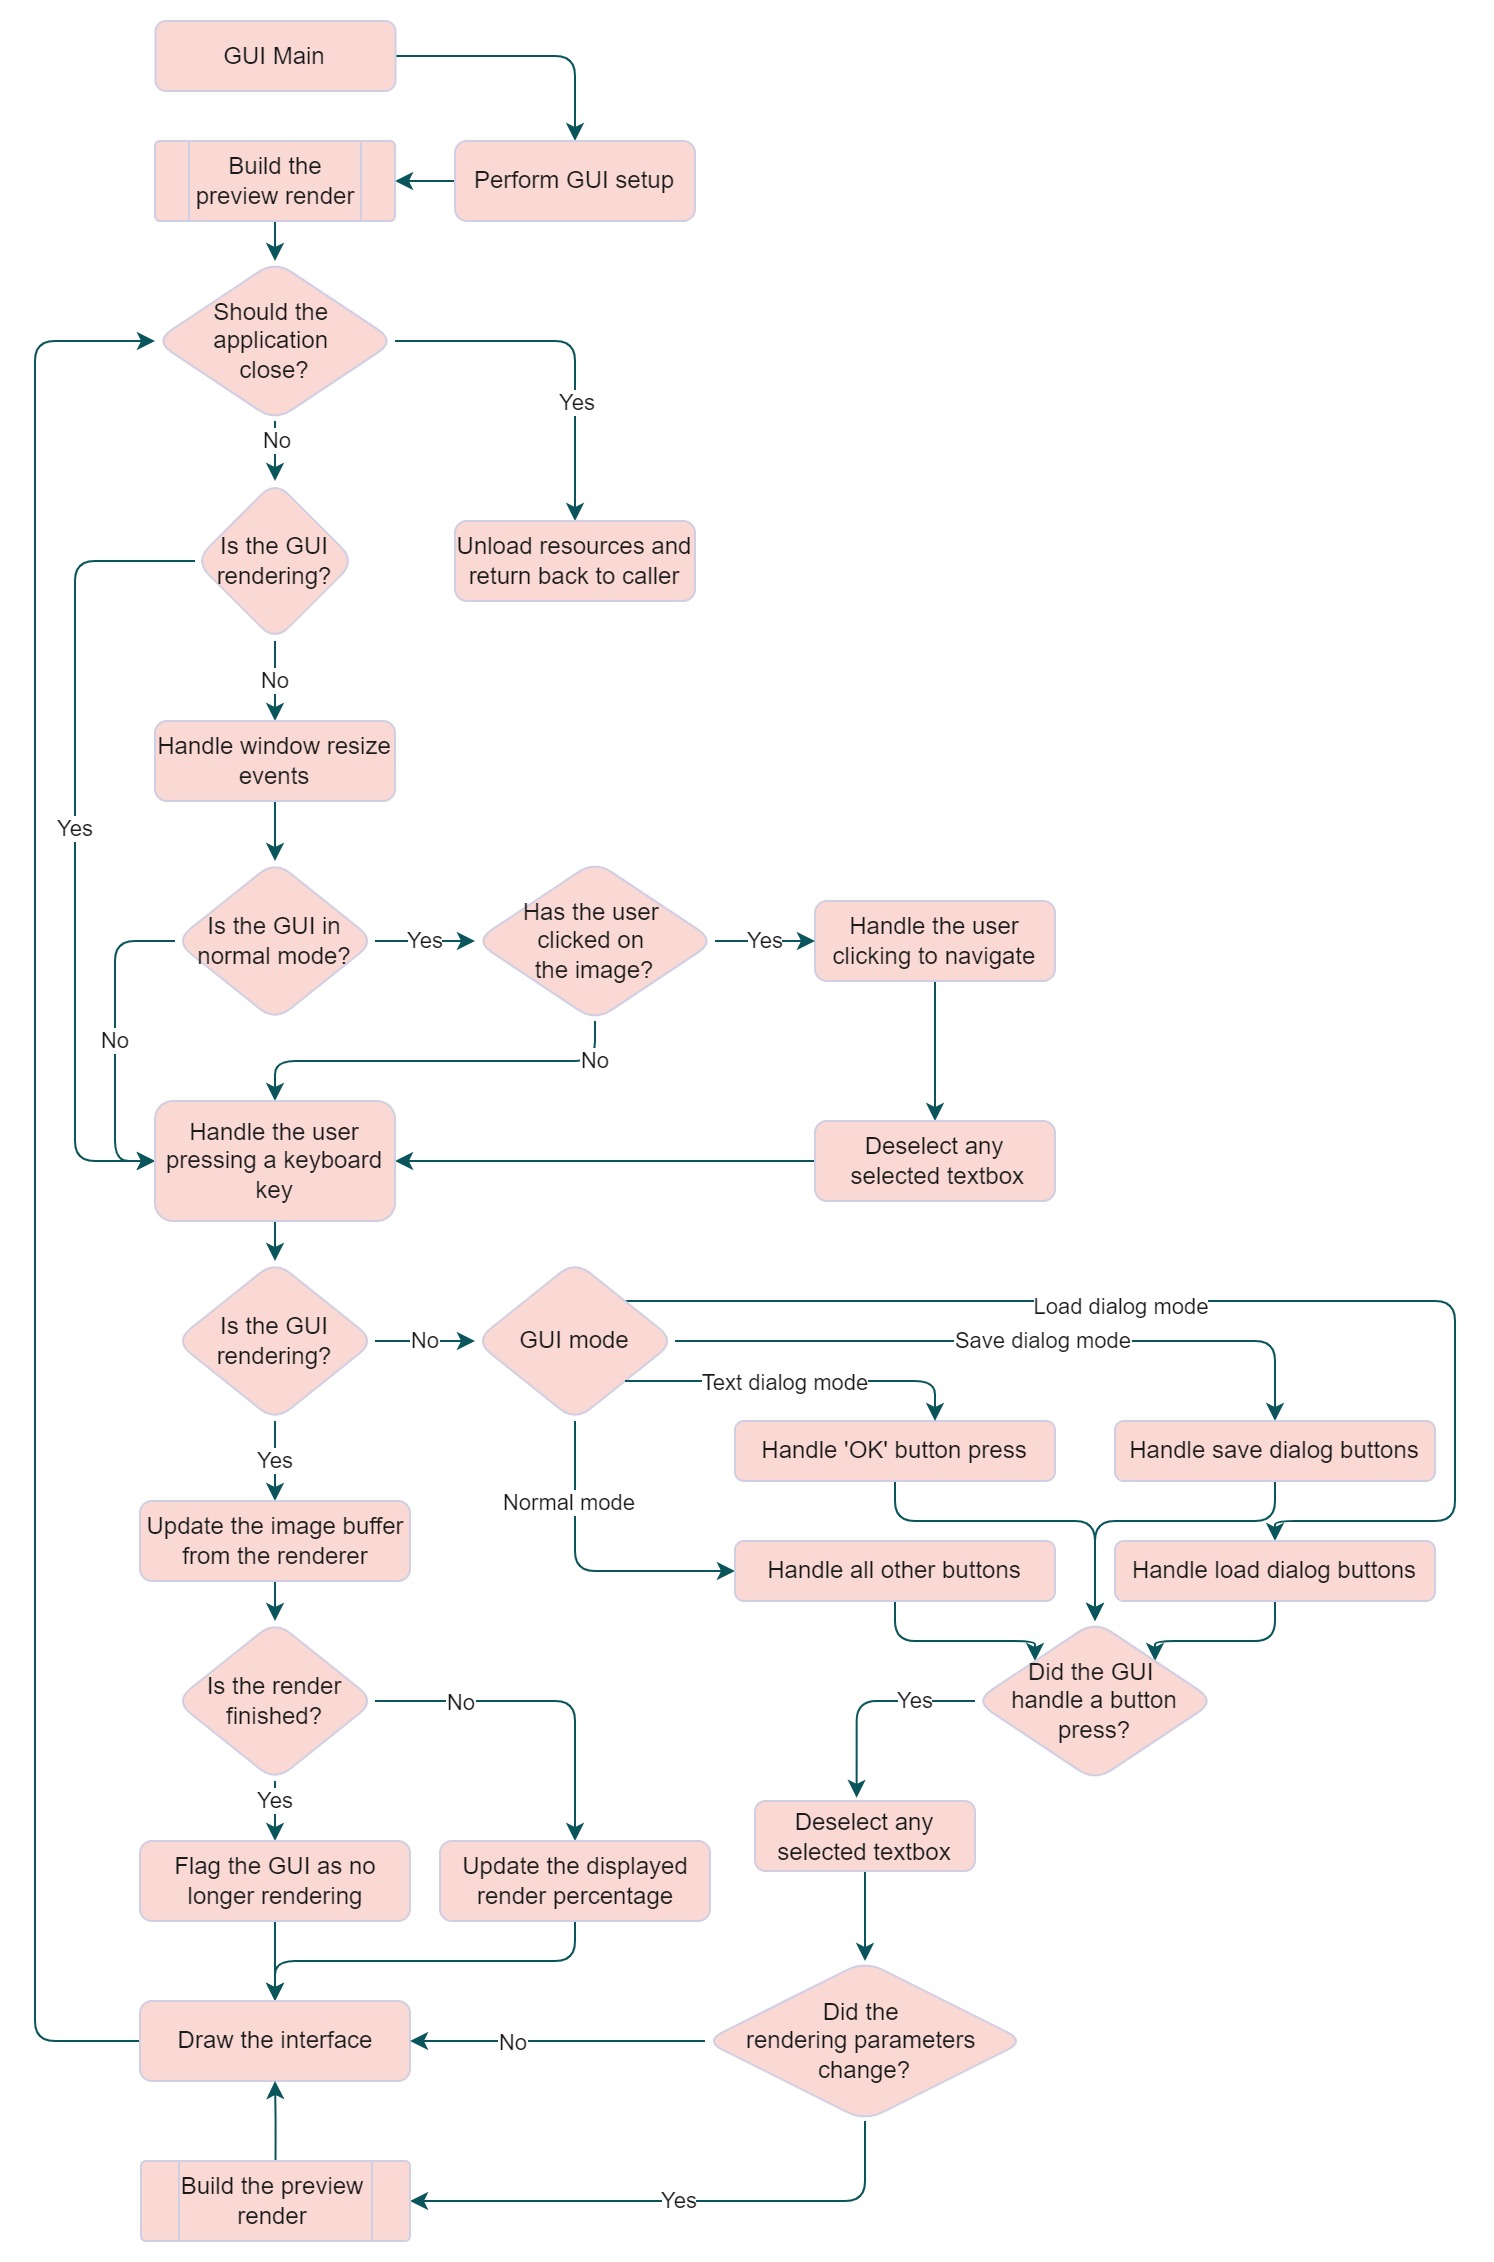 GUI Main
Build the
preview render
Perform GUI setup
Should the
application
close?
Yes
No
Is the GUI
rendering?
Unload resources and
return back to caller
No
Handle window resize
events
Yes
Is the GUI in
normal mode?
Yes
Has the user
clicked on
the image?
Yes
Handle the user
clicking to navigate
No
No
Handle the user
pressing a keyboard
key
Deselect any
selected textbox
Is the GUI
rendering?
No
GUI mode
Load dialog mode
Save dialog mode
Text dialog mode
Handle 'OK' button press
Handle save dialog buttons
Yes
Normal mode
Update the image buffer
from the renderer
Handle all other buttons
Handle load dialog buttons
Is the render
finished?
No
Yes
Did the GUI
handle a button
press?
Yes
Flag the GUI as no
longer rendering
Update the displayed
render percentage
Deselect any
selected textbox
Draw the interface
No
Did the
rendering parameters
change?
Build the preview
render
Yes